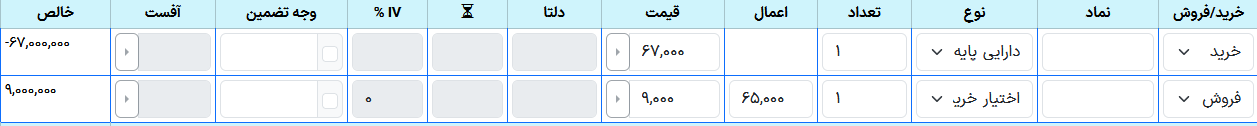 خرید/فروش نماد نوع تعداد اعمال قیمت دلتا ⏳ IV % وجه تضمین آفست خالص
خرید دارایی پایه ۱ ۶۷,۰۰۰ -۶۷,۰۰۰,۰۰۰
فروش اختیار خرید ۱ ۶۵,۰۰۰ ۹,۰۰۰ ۰ ۹,۰۰۰,۰۰۰